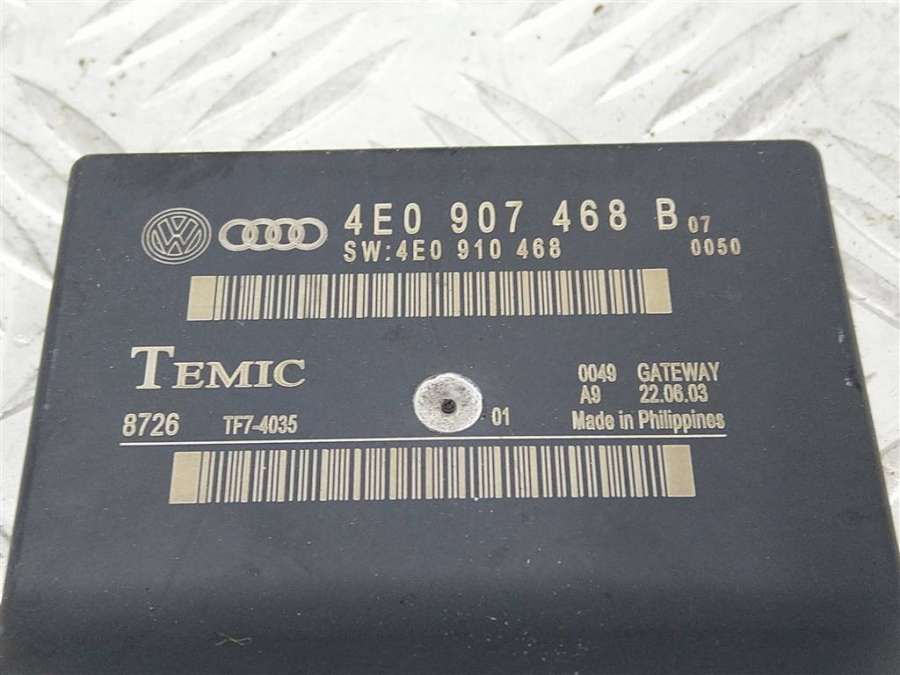 4E0 907 468 B 07
SW:4E0 910 468 0050
TEMIC
0049 GATEWAY
A9 22.06.03
8726 TF7-4035 01 Made in Philippines